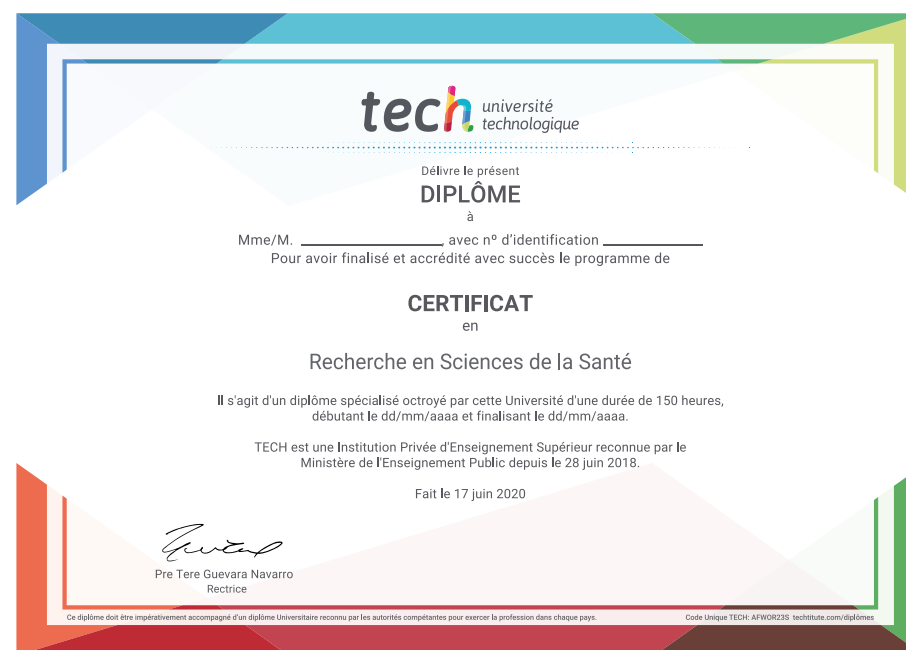 tech université
technologique
Délivre le présent
DIPLÔME
à
Mme/M. ____________________, avec nº d'identification ______________
Pour avoir finalisé et accrédité avec succès le programme de
CERTIFICAT
en
Recherche en Sciences de la Santé
Il s'agit d'un diplôme spécialisé octroyé par cette Université d'une durée de 150 heures,
débutant le dd/mm/aaaa et finalisant le dd/mm/aaaa.
TECH est une Institution Privée d'Enseignement Supérieur reconnue par le
Ministère de l'Enseignement Public depuis le 28 juin 2018.
Fait le 17 juin 2020
Pre Tere Guevara Navarro
Rectrice
Ce diplôme doit être impérativement accompagné d'un diplôme Universitaire reconnu par les autorités compétantes pour exercer la profession dans chaque pays.
Code Unique TECH: AFWOR23S techtitute.com/diplômes